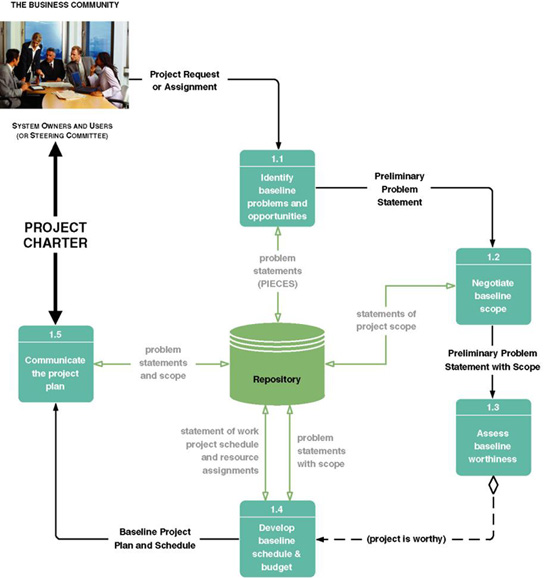 THE BUSINESS COMMUNITY
Project Request
or Assignment
SYSTEM OWNERS AND USERS
(OR STEERING COMMITTEE)
1.1
Identify
baseline
problems and
opportunities
Preliminary
Problem
Statement
PROJECT
CHARTER
problem
statements
(PIECES)
1.2
Negotiate
baseline
scope
statements of
project scope
1.5
Communicate
the project
plan
problem
statements
and scope
Repository
Preliminary Problem
Statement with Scope
1.3
Assess
baseline
worthiness
statement of work
project schedule
and resource
assignments
problem
statements
with scope
1.4
Develop
baseline
schedule &
budget
Baseline Project
Plan and Schedule
(project is worthy)